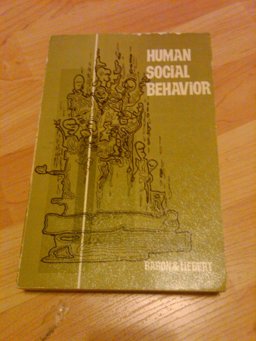 HUMAN
SOCIAL
BEHAVIOR
BARON & LIEBERT